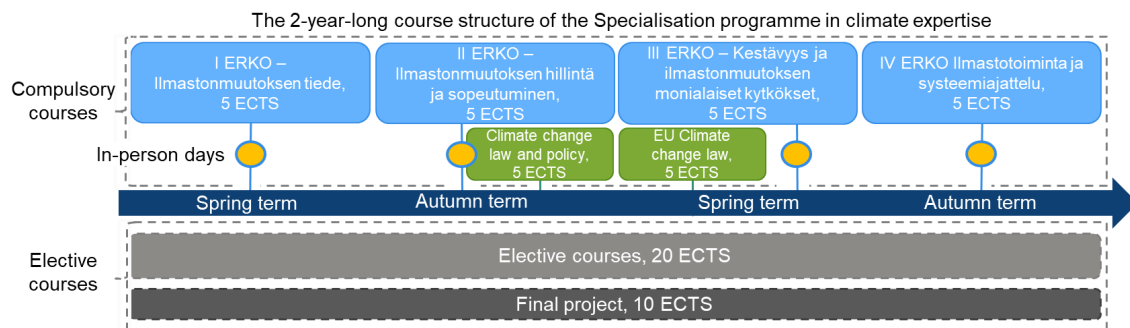 The 2-year-long course structure of the Specialisation programme in climate expertise
Compulsory
courses
I ERKO –
Ilmastonmuutoksen tiede,
5 ECTS
II ERKO –
Ilmastonmuutoksen hillintä
ja sopeutuminen,
5 ECTS
III ERKO – Kestävyys ja
ilmastonmuutoksen
monialaiset kytkökset,
5 ECTS
IV ERKO Ilmastotoiminta ja
systeemiajattelu,
5 ECTS
In-person days
Climate change
law and policy,
5 ECTS
EU Climate
change law,
5 ECTS
Spring term
Autumn term
Spring term
Autumn term
Elective
courses
Elective courses, 20 ECTS
Final project, 10 ECTS